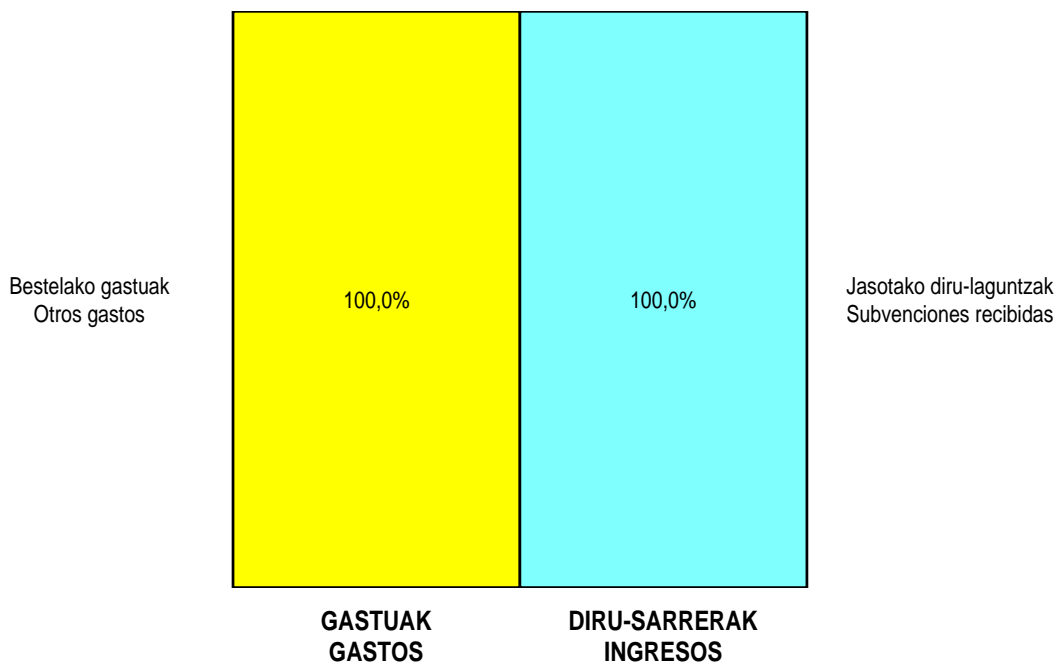 Bestelako gastuak
Otros gastos
100,0%
100,0%
Jasotako diru-laguntzak
Subvenciones recibidas
GASTUAK
GASTOS
DIRU-SARRERAK
INGRESOS